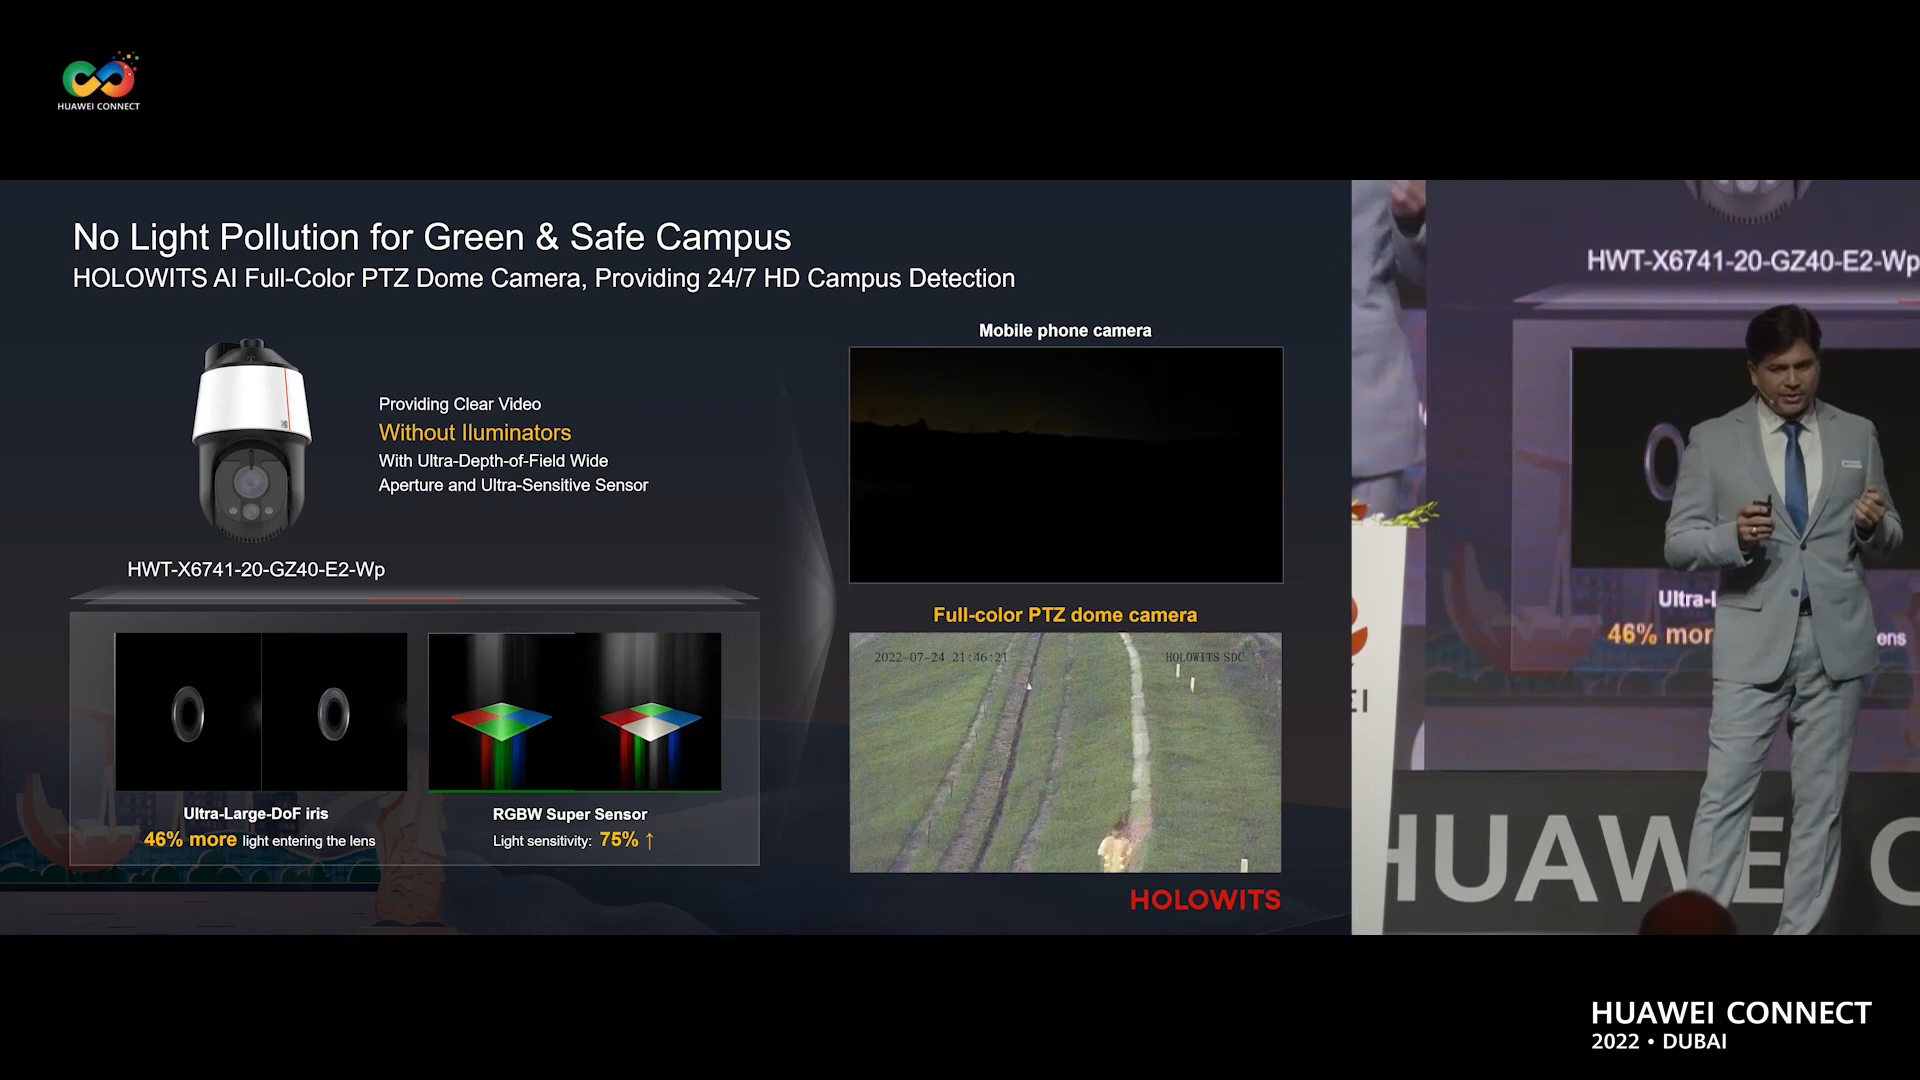 HUAWEI CONNECT
No Light Pollution for Green & Safe Campus
HOLOWITS AI Full-Color PTZ Dome Camera, Providing 24/7 HD Campus Detection
Providing Clear Video
Without Iluminators
With Ultra-Depth-of-Field Wide
Aperture and Ultra-Sensitive Sensor
HWT-X6741-20-GZ40-E2-Wp
Ultra-Large-DoF iris
46% more light entering the lens
RGBW Super Sensor
Light sensitivity: 75% ↑
Mobile phone camera
Full-color PTZ dome camera
2022-07-24 21:46:21
HOLOWITS SDC
HOLOWITS
HWT-X6741-20-GZ40-E2-Wp
Ultra-L
46% mor
ens
EI
HUAWE C
HUAWEI CONNECT
2022 • DUBAI